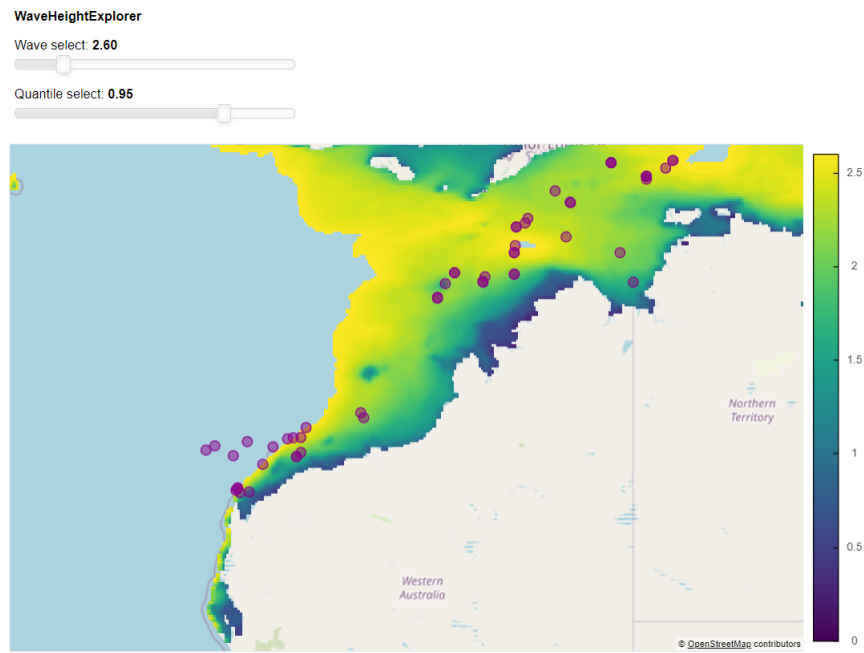 WaveHeightExplorer
Wave select: 2.60
Quantile select: 0.95
2.5
2
1.5
1
0.5
0
Northern
Territory
Western
Australia
© OpenStreetMap contributors